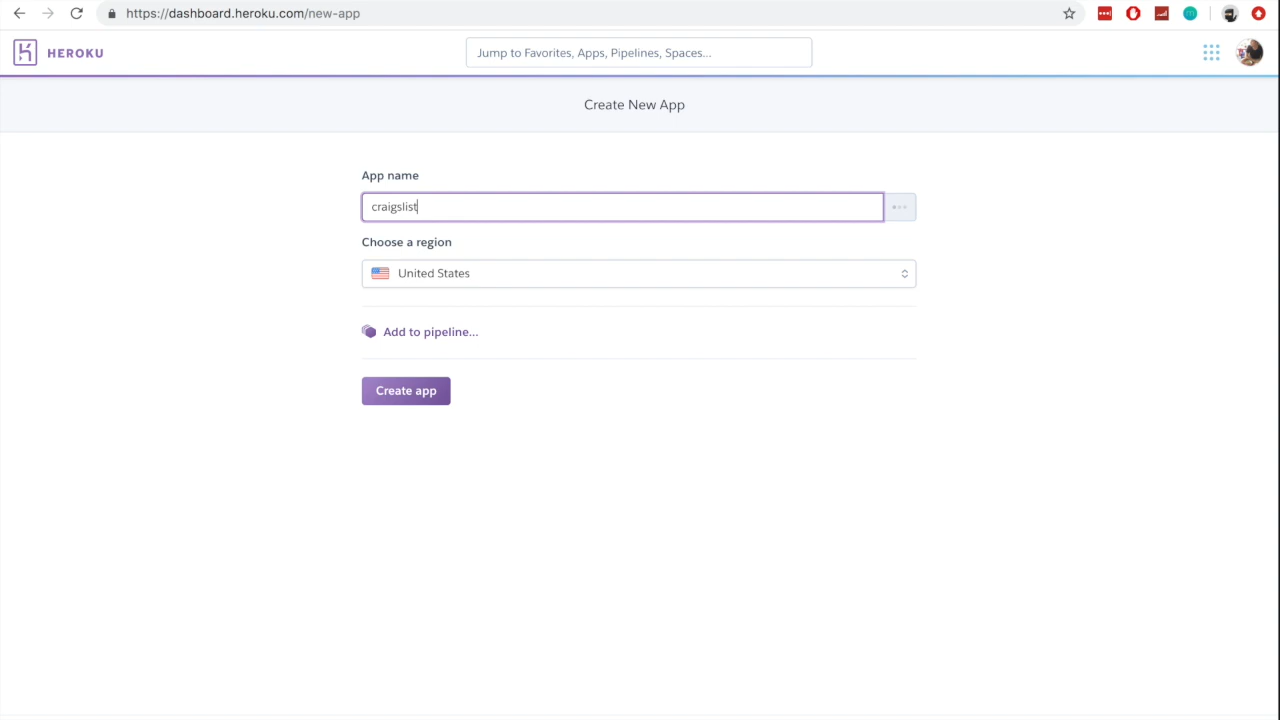 https://dashboard.heroku.com/new-app
HEROKU
Jump to Favorites, Apps, Pipelines, Spaces...
Create New App
App name
craigslist
Choose a region
United States
Add to pipeline...
Create app